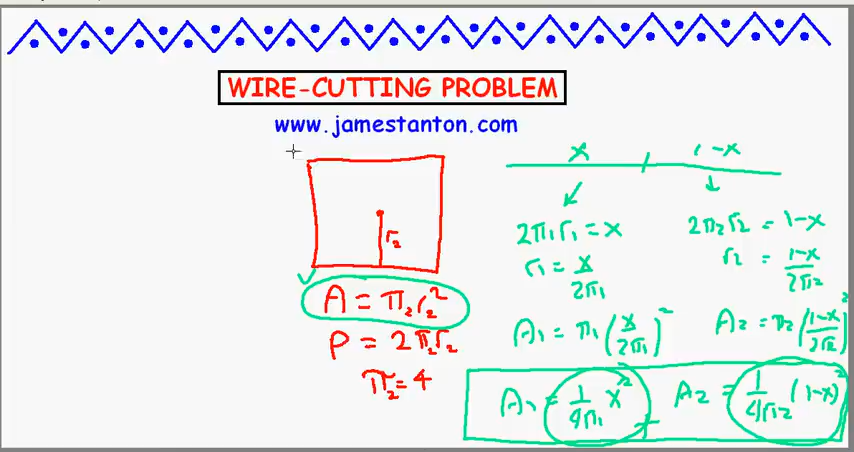 WIRE-CUTTING PROBLEM
www.jamestanton.com
x 1-x
r₂
2π₁r₁ = x
2π₂r₂ = 1-x
r₁ = x/2π₁
r₂ = 1-x/2π₂
A = π₂r₂²
P = 2π₂r₂
π₂ = 4
A₁ = π₁(x/2π₁)²
A₂ = π₂(1-x/2π₂)²
A₁ = 1/4π₁ x² + A₂ = 1/4π₂ (1-x)²